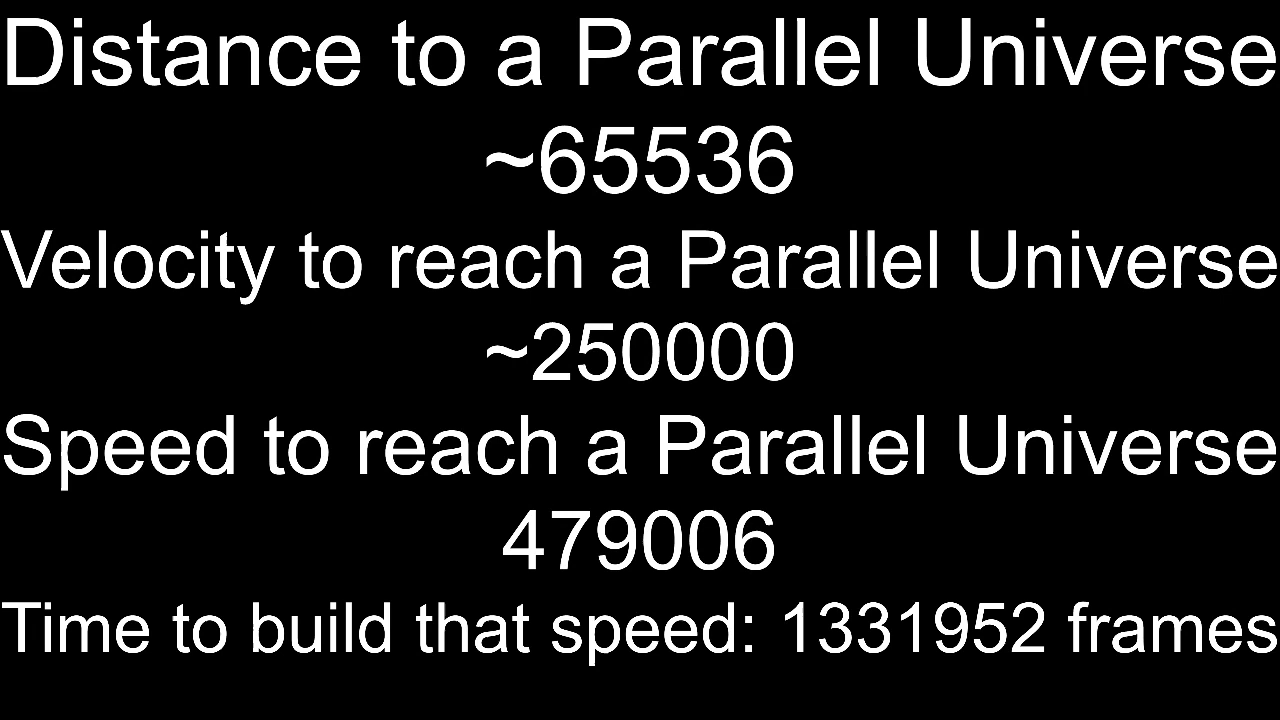 Distance to a Parallel Universe
~65536
Velocity to reach a Parallel Universe
~250000
Speed to reach a Parallel Universe
479006
Time to build that speed: 1331952 frames